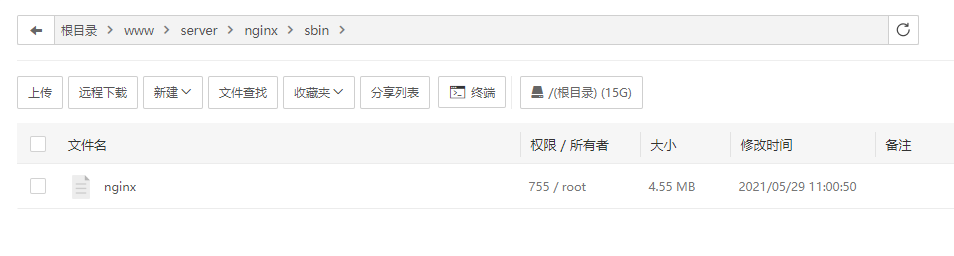 根目录 www server nginx sbin
上传 远程下载 新建 文件查找 收藏夹 分享列表 终端 /(根目录) (15G)
文件名 权限 / 所有者 大小 修改时间 备注
nginx 755 / root 4.55 MB 2021/05/29 11:00:50